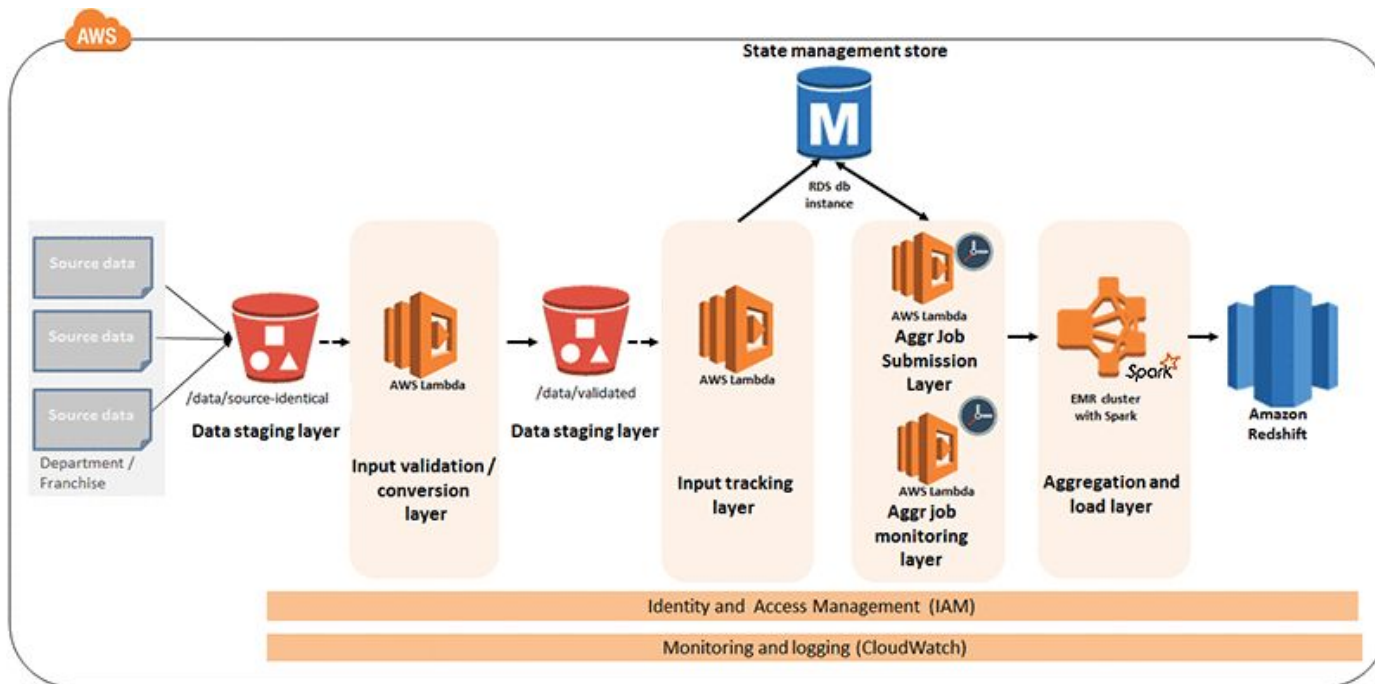 AWS
State management store
M
RDS db
instance
Source data
Source data
Source data
Department /
Franchise
/data/source-identical
Data staging layer
AWS Lambda
Input validation /
conversion
layer
/data/validated
Data staging layer
AWS Lambda
Input tracking
layer
AWS Lambda
Aggr Job
Submission
Layer
AWS Lambda
Aggr job
monitoring
layer
Spark
EMR cluster
with Spark
Aggregation and
load layer
Amazon
Redshift
Identity and Access Management (IAM)
Monitoring and logging (CloudWatch)